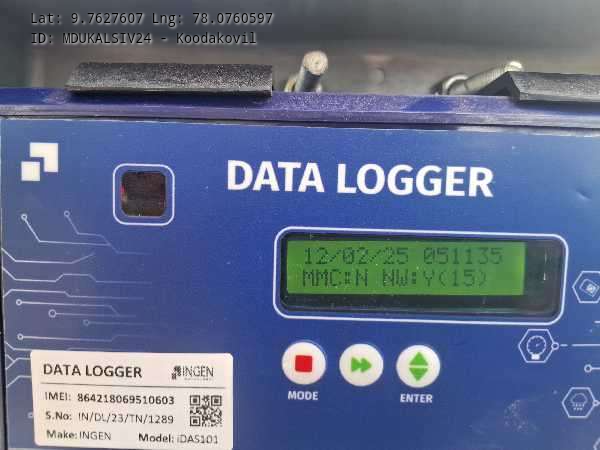 Lat: 9.7627607 Lng: 78.0760597
ID: MDUKALSIV24 - Koodakovil
DATA LOGGER
12/02/25 051135
MMC:N NW:Y(15)
MODE
ENTER
DATA LOGGER
INGEN
IMEI: 864218069510603
S.No: IN/DL/23/TN/1289
Make: INGEN Model: iDAS101